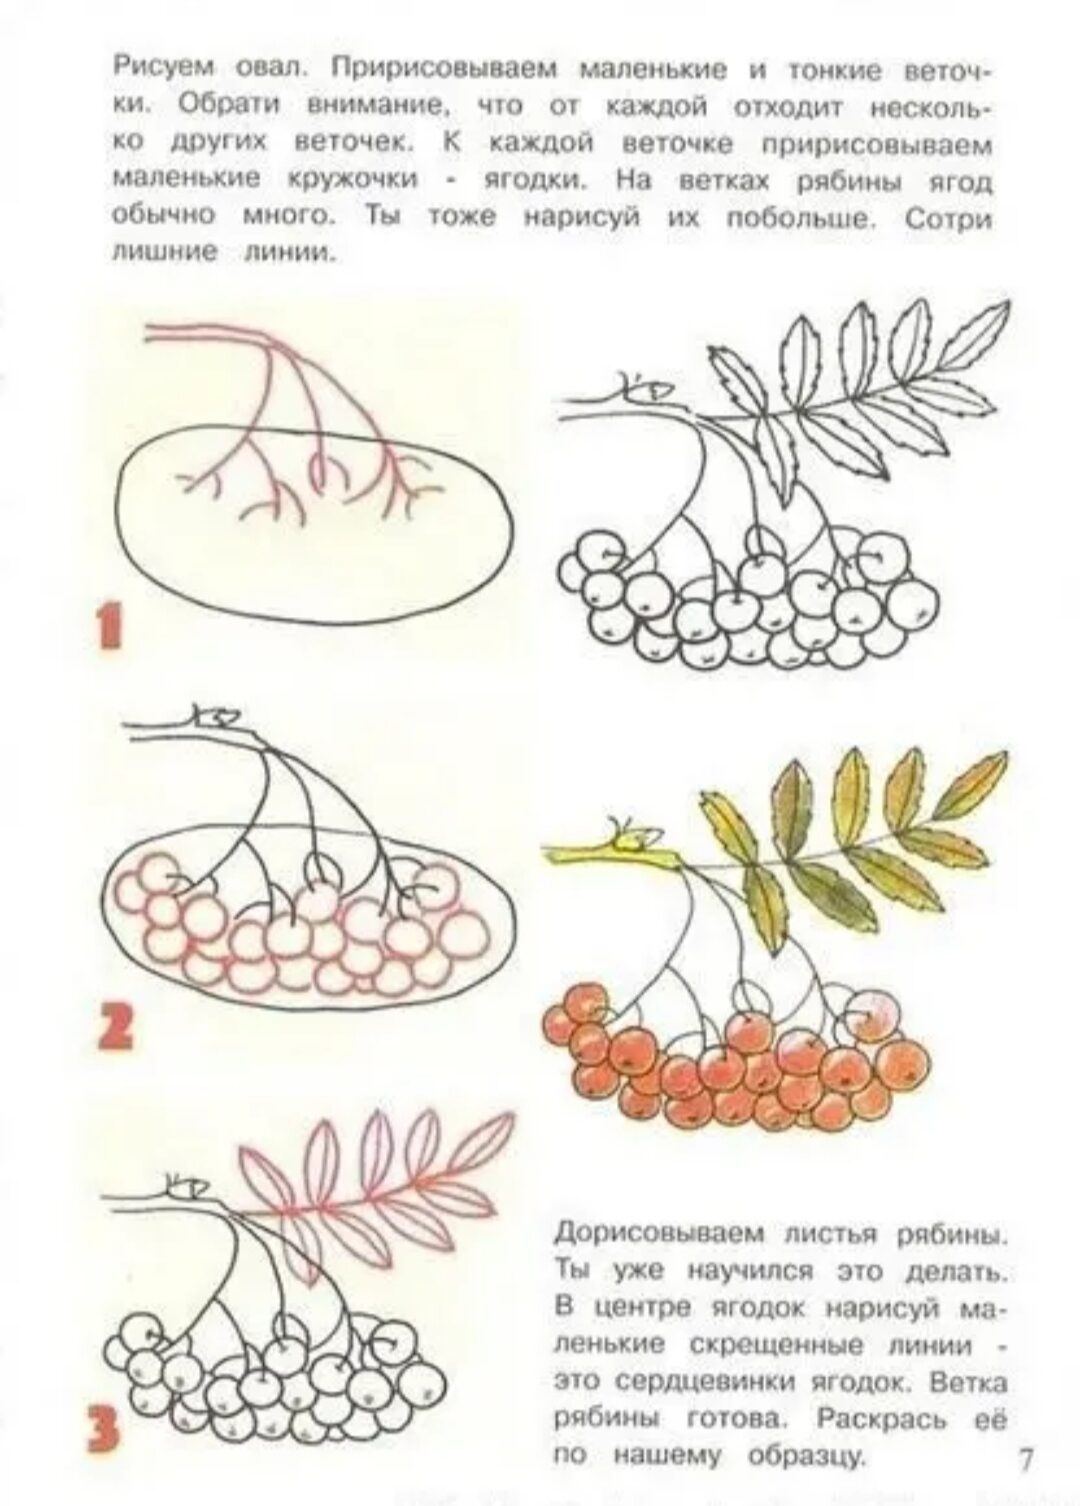 Рисуем овал. Пририсовываем маленькие и тонкие веточ-
ки. Обрати внимание, что от каждой отходит несколь-
ко других веточек. К каждой веточке пририсовываем
маленькие кружочки - ягодки. На ветках рябины ягод
обычно много. Ты тоже нарисуй их побольше. Сотри
лишние линии.
1
2
3
Дорисовываем листья рябины.
Ты уже научился это делать.
В центре ягодок нарисуй ма-
ленькие скрещенные линии -
это сердцевинки ягодок. Ветка
рябины готова. Раскрась её
по нашему образцу.
7